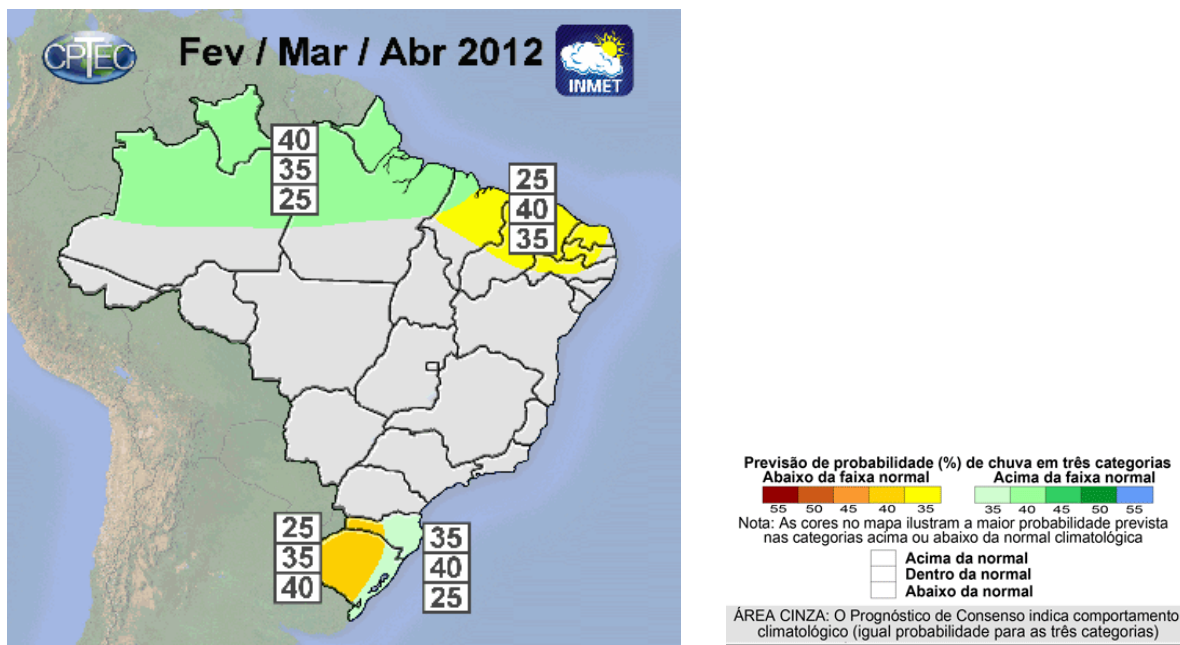 CPTEC
Fev / Mar / Abr 2012
INMET
40
35
25
25
40
35
25
35
40
35
40
25
Previsão de probabilidade (%) de chuva em três categorias
Abaixo da faixa normal Acima da faixa normal
55 50 45 40 35 35 40 45 50 55
Nota: As cores no mapa ilustram a maior probabilidade prevista
nas categorias acima ou abaixo da normal climatológica
Acima da normal
Dentro da normal
Abaixo da normal
ÁREA CINZA: O Prognóstico de Consenso indica comportamento
climatológico (igual probabilidade para as três categorias)